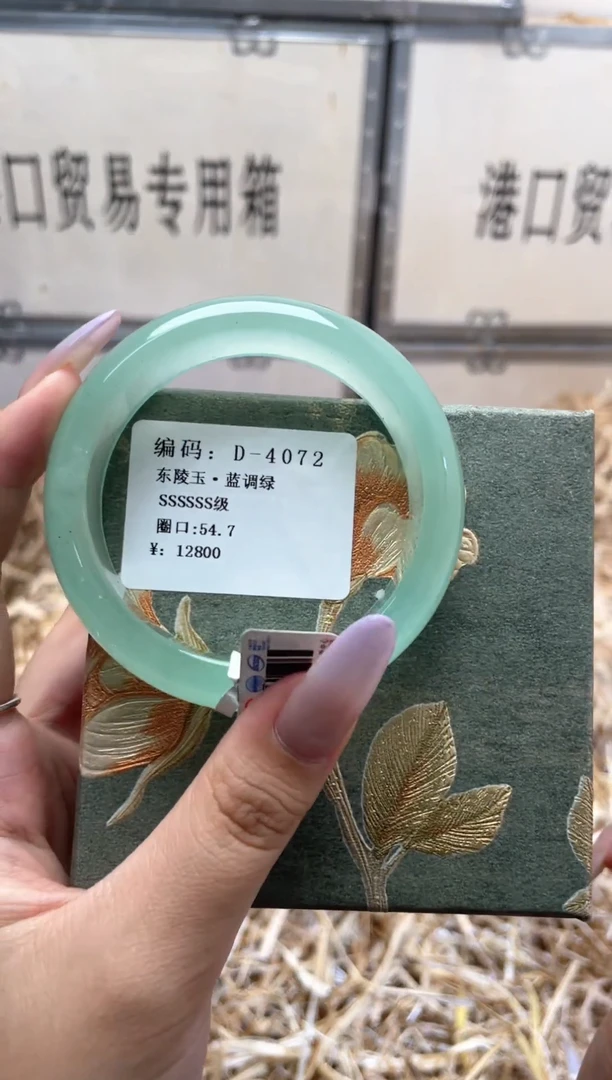 口贸易专用箱
港口贸
编码: D-4072
东陵玉·蓝调绿
SSSSSS级
圈口:54.7
¥: 12800